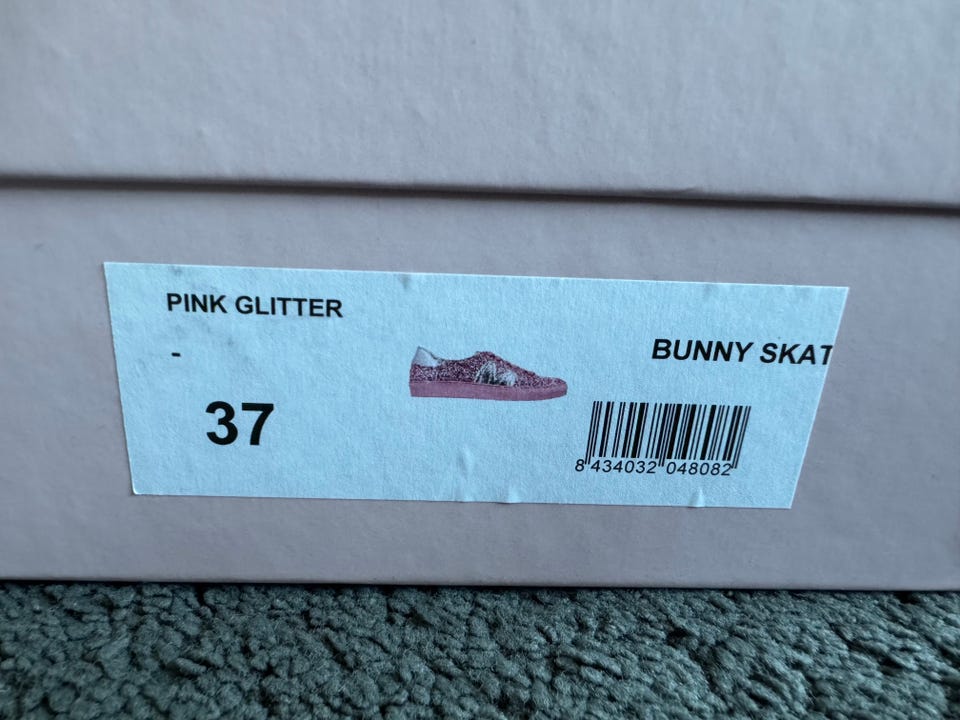 PINK GLITTER
-
37
BUNNY SKAT
8 434032 048082